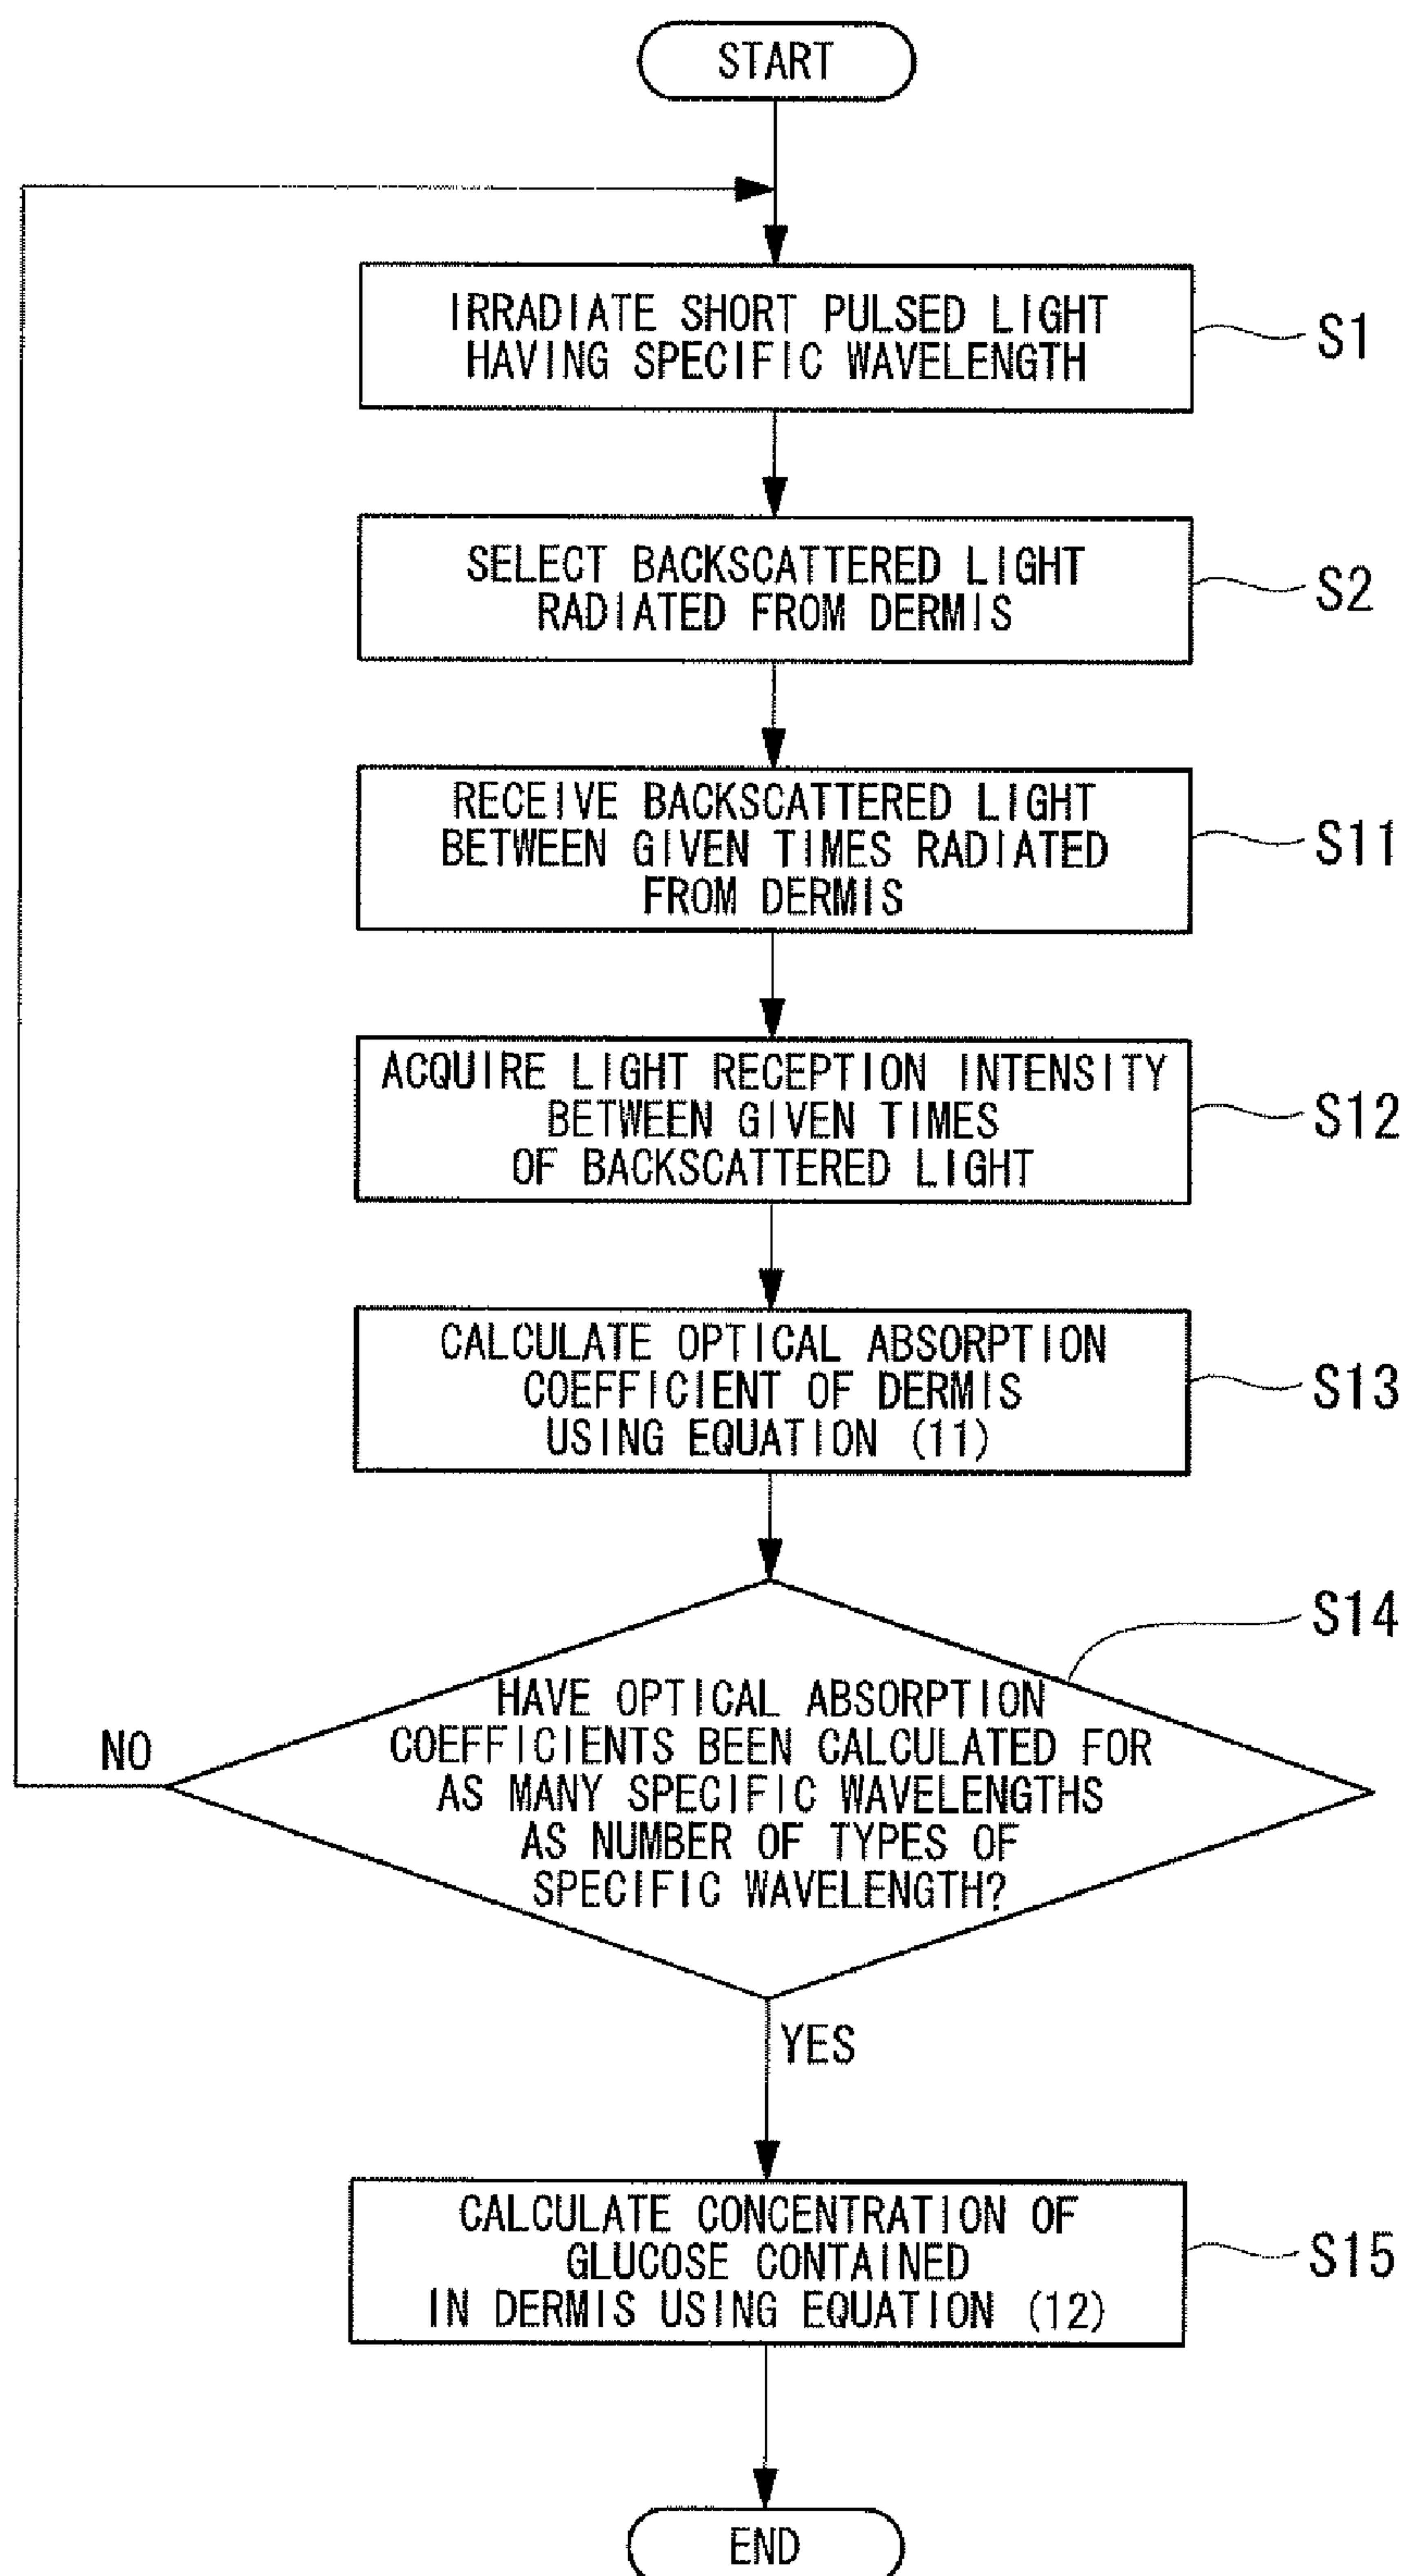 START
IRRADIATE SHORT PULSED LIGHT
HAVING SPECIFIC WAVELENGTH
S1
SELECT BACKSCATTERED LIGHT
RADIATED FROM DERMIS
S2
RECEIVE BACKSCATTERED LIGHT
BETWEEN GIVEN TIMES RADIATED
FROM DERMIS
S11
ACQUIRE LIGHT RECEPTION INTENSITY
BETWEEN GIVEN TIMES
OF BACKSCATTERED LIGHT
S12
CALCULATE OPTICAL ABSORPTION
COEFFICIENT OF DERMIS
USING EQUATION (11)
S13
S14
HAVE OPTICAL ABSORPTION
COEFFICIENTS BEEN CALCULATED FOR
AS MANY SPECIFIC WAVELENGTHS
AS NUMBER OF TYPES OF
SPECIFIC WAVELENGTH?
NO
YES
CALCULATE CONCENTRATION OF
GLUCOSE CONTAINED
IN DERMIS USING EQUATION (12)
S15
END